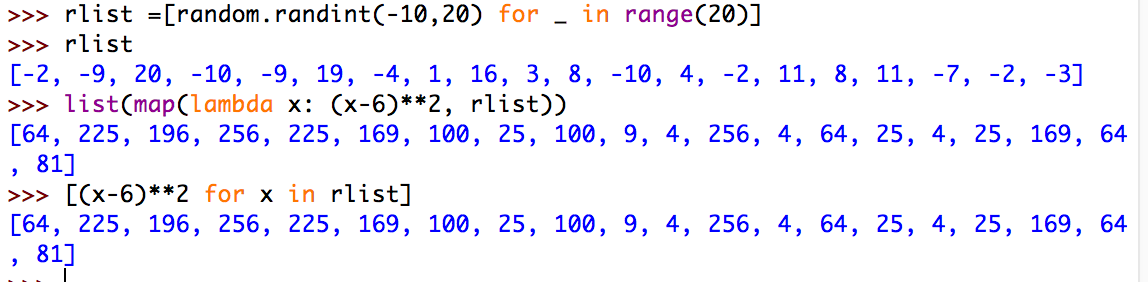 >>> rlist =[random.randint(-10,20) for _ in range(20)]
>>> rlist
[-2, -9, 20, -10, -9, 19, -4, 1, 16, 3, 8, -10, 4, -2, 11, 8, 11, -7, -2, -3]
>>> list(map(lambda x: (x-6)**2, rlist))
[64, 225, 196, 256, 225, 169, 100, 25, 100, 9, 4, 256, 4, 64, 25, 4, 25, 169, 64
, 81]
>>> [(x-6)**2 for x in rlist]
[64, 225, 196, 256, 225, 169, 100, 25, 100, 9, 4, 256, 4, 64, 25, 4, 25, 169, 64
, 81]
>>>